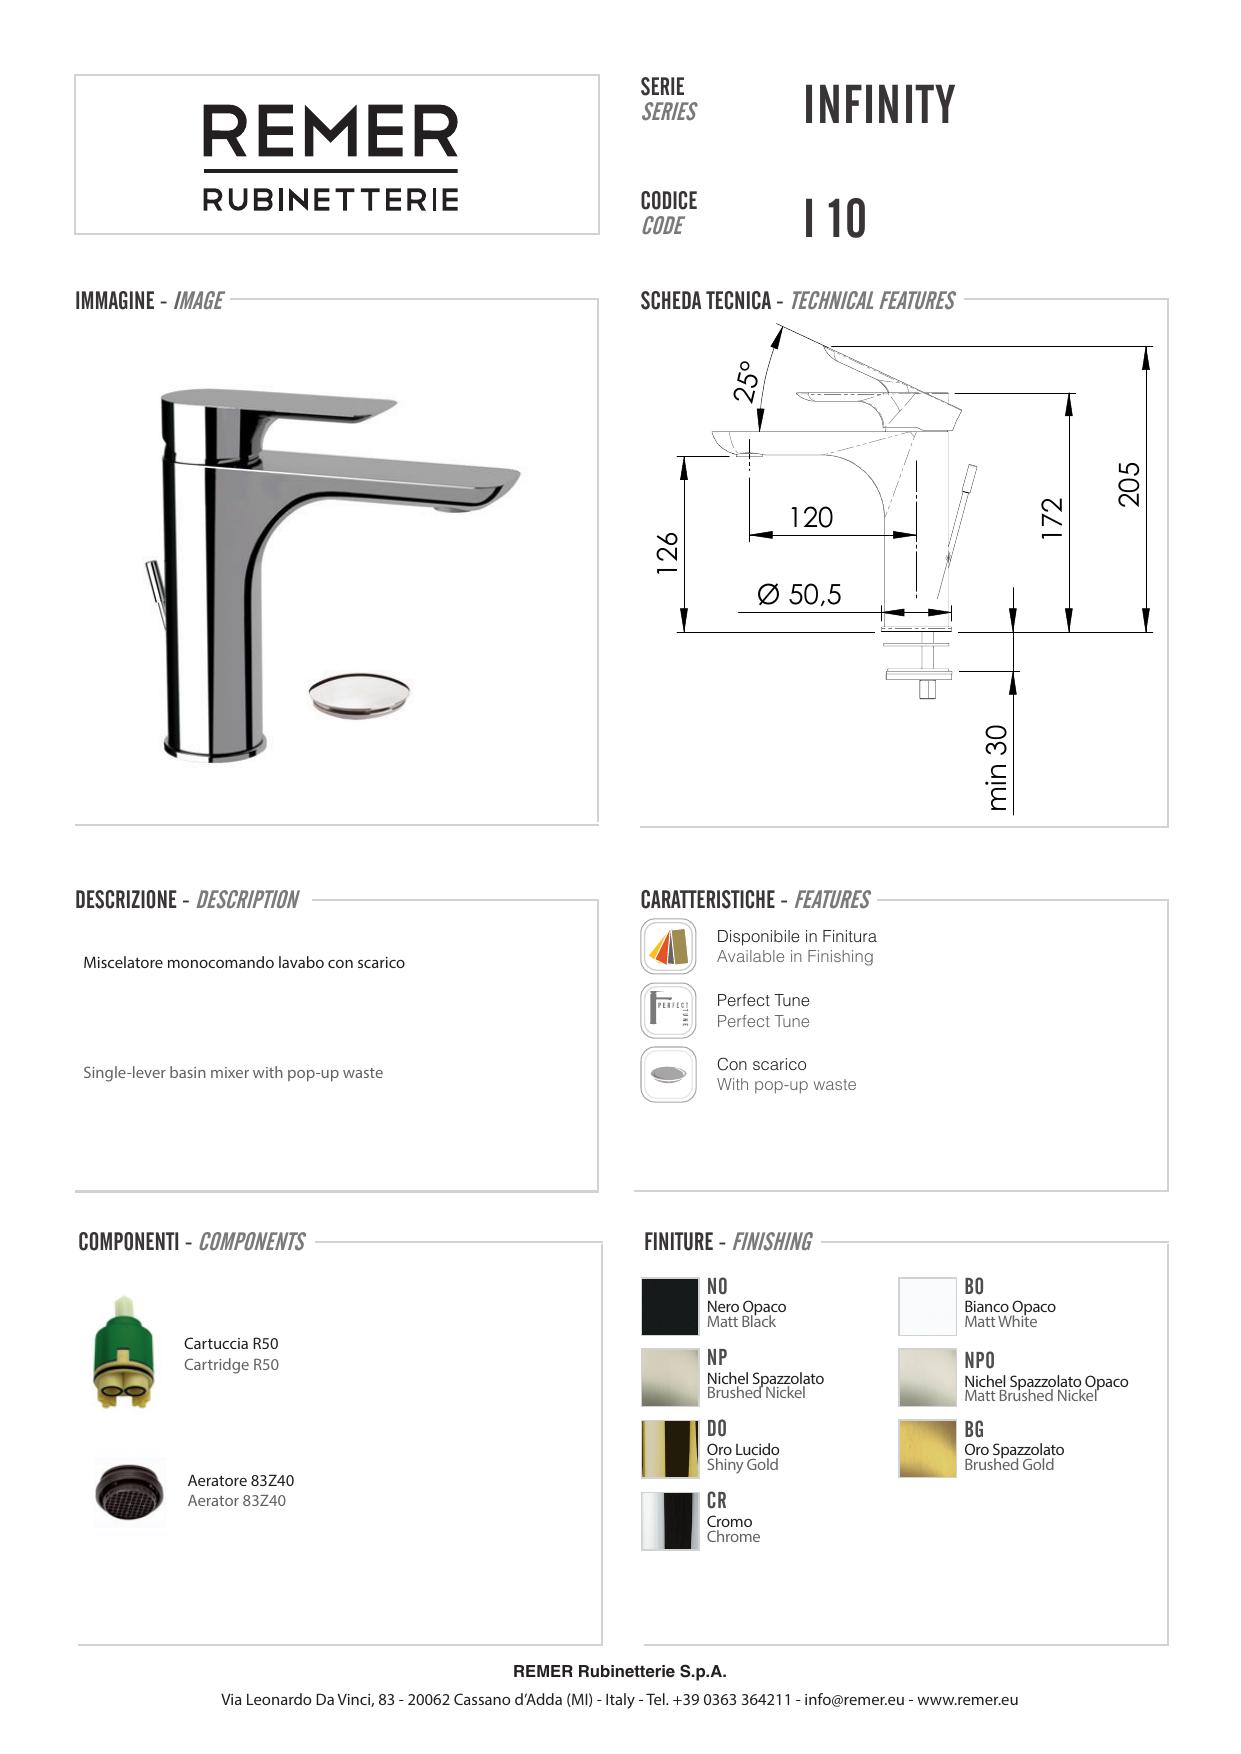 REMER
RUBINETTERIE
SERIE
SERIES
INFINITY
CODICE
CODE
I 10
IMMAGINE - IMAGE
SCHEDA TECNICA - TECHNICAL FEATURES
25°
205
172
120
126
Ø 50,5
min 30
DESCRIZIONE - DESCRIPTION
Miscelatore monocomando lavabo con scarico
Single-lever basin mixer with pop-up waste
CARATTERISTICHE - FEATURES
Disponibile in Finitura
Available in Finishing
PERFECT
TUNE
Perfect Tune
Perfect Tune
Con scarico
With pop-up waste
COMPONENTI - COMPONENTS
Cartuccia R50
Cartridge R50
Aeratore 83Z40
Aerator 83Z40
FINITURE - FINISHING
NO
Nero Opaco
Matt Black
BO
Bianco Opaco
Matt White
NP
Nichel Spazzolato
Brushed Nickel
NPO
Nichel Spazzolato Opaco
Matt Brushed Nickel
DO
Oro Lucido
Shiny Gold
BG
Oro Spazzolato
Brushed Gold
CR
Cromo
Chrome
REMER Rubinetterie S.p.A.
Via Leonardo Da Vinci, 83 - 20062 Cassano d'Adda (MI) - Italy - Tel. +39 0363 364211 - info@remer.eu - www.remer.eu